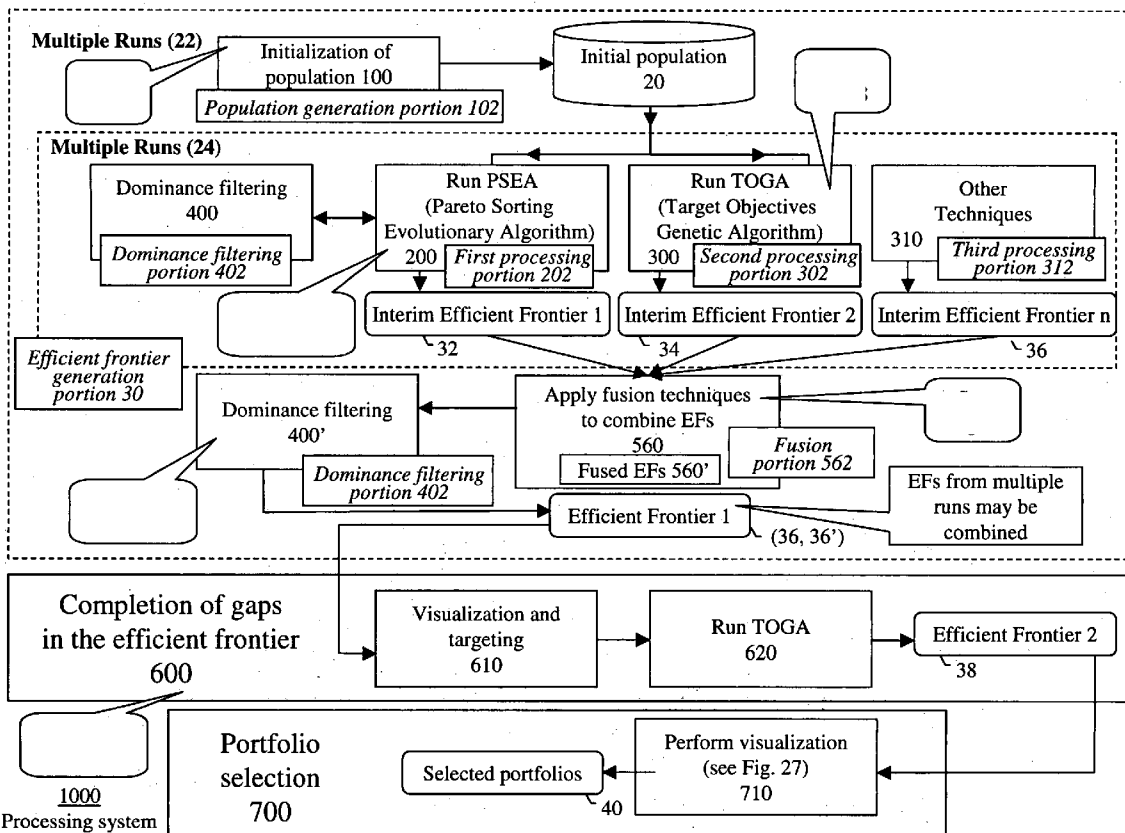 Multiple Runs (22)
Initialization of
population 100
Population generation portion 102
Initial population
20
Multiple Runs (24)
Dominance filtering
400
Dominance filtering
portion 402
Run PSEA
(Pareto Sorting
Evolutionary Algorithm)
200
First processing
portion 202
Run TOGA
(Target Objectives
Genetic Algorithm)
300
Second processing
portion 302
Other
Techniques
310
Third processing
portion 312
Interim Efficient Frontier 1
32
Interim Efficient Frontier 2
34
Interim Efficient Frontier n
36
Efficient frontier
generation
portion 30
Dominance filtering
400’
Dominance filtering
portion 402
Apply fusion techniques
to combine EFs
560
Fused EFs 560’
Fusion
portion 562
Efficient Frontier 1
(36, 36’)
EFs from multiple
runs may be
combined
Completion of gaps
in the efficient frontier
600
Visualization and
targeting
610
Run TOGA
620
Efficient Frontier 2
38
Portfolio
selection
700
Selected portfolios
40
Perform visualization
(see Fig. 27)
710
1000
Processing system